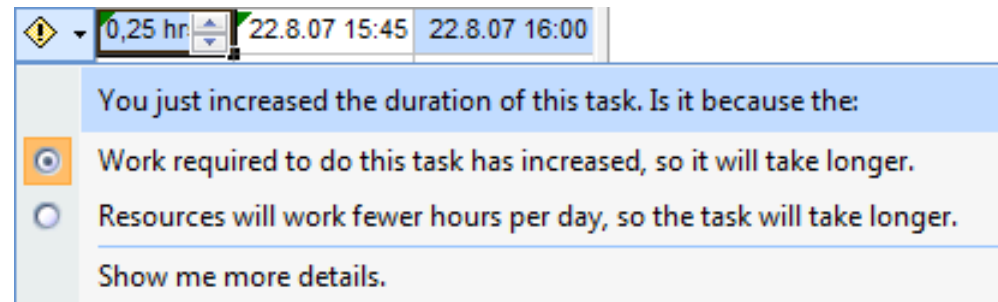 0,25 hr 22.8.07 15:45 22.8.07 16:00
You just increased the duration of this task. Is it because the:
Work required to do this task has increased, so it will take longer.
Resources will work fewer hours per day, so the task will take longer.
Show me more details.